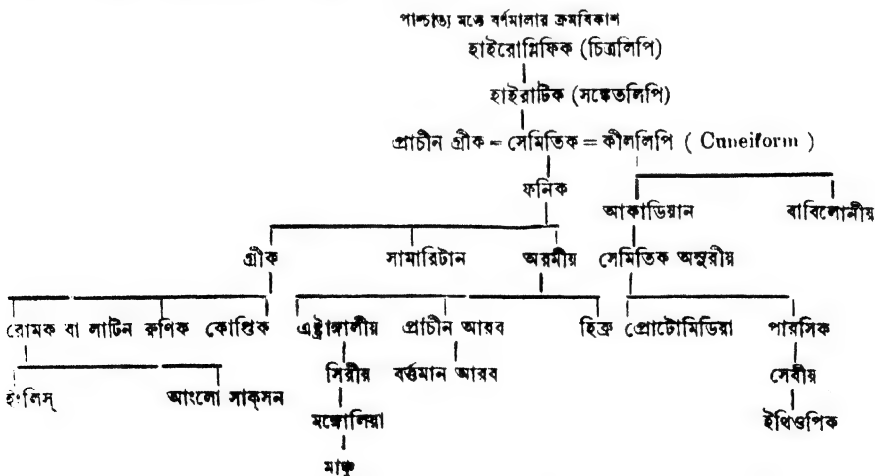 পাশ্চাত্য মতে বর্ণমালার ক্রমবিকাশ
হাইরোগ্লিফিক (চিত্রলিপি)
হাইরাটিক (সঙ্কেতলিপি)
প্রাচীন গ্রীক = সেমিতিক = কীললিপি ( Cuneiform )
ফনিক
আকাডিয়ান বাবিলোনীয়
গ্রীক সামারিটান অরমীয় সেমিতিক অসুরীয়
রোমক বা লাটিন রুণিক কোপ্তিক এষ্ট্রাঙ্গালীয় প্রাচীন আরব হিব্রু প্রোটোমিডিয়া পারসিক
সিরীয় বর্ত্তমান আরব সেবীয়
ইংলিস্ আংলো সাক্সন
মঙ্গোলিয়া ইথিওপিক
মাঞ্চু